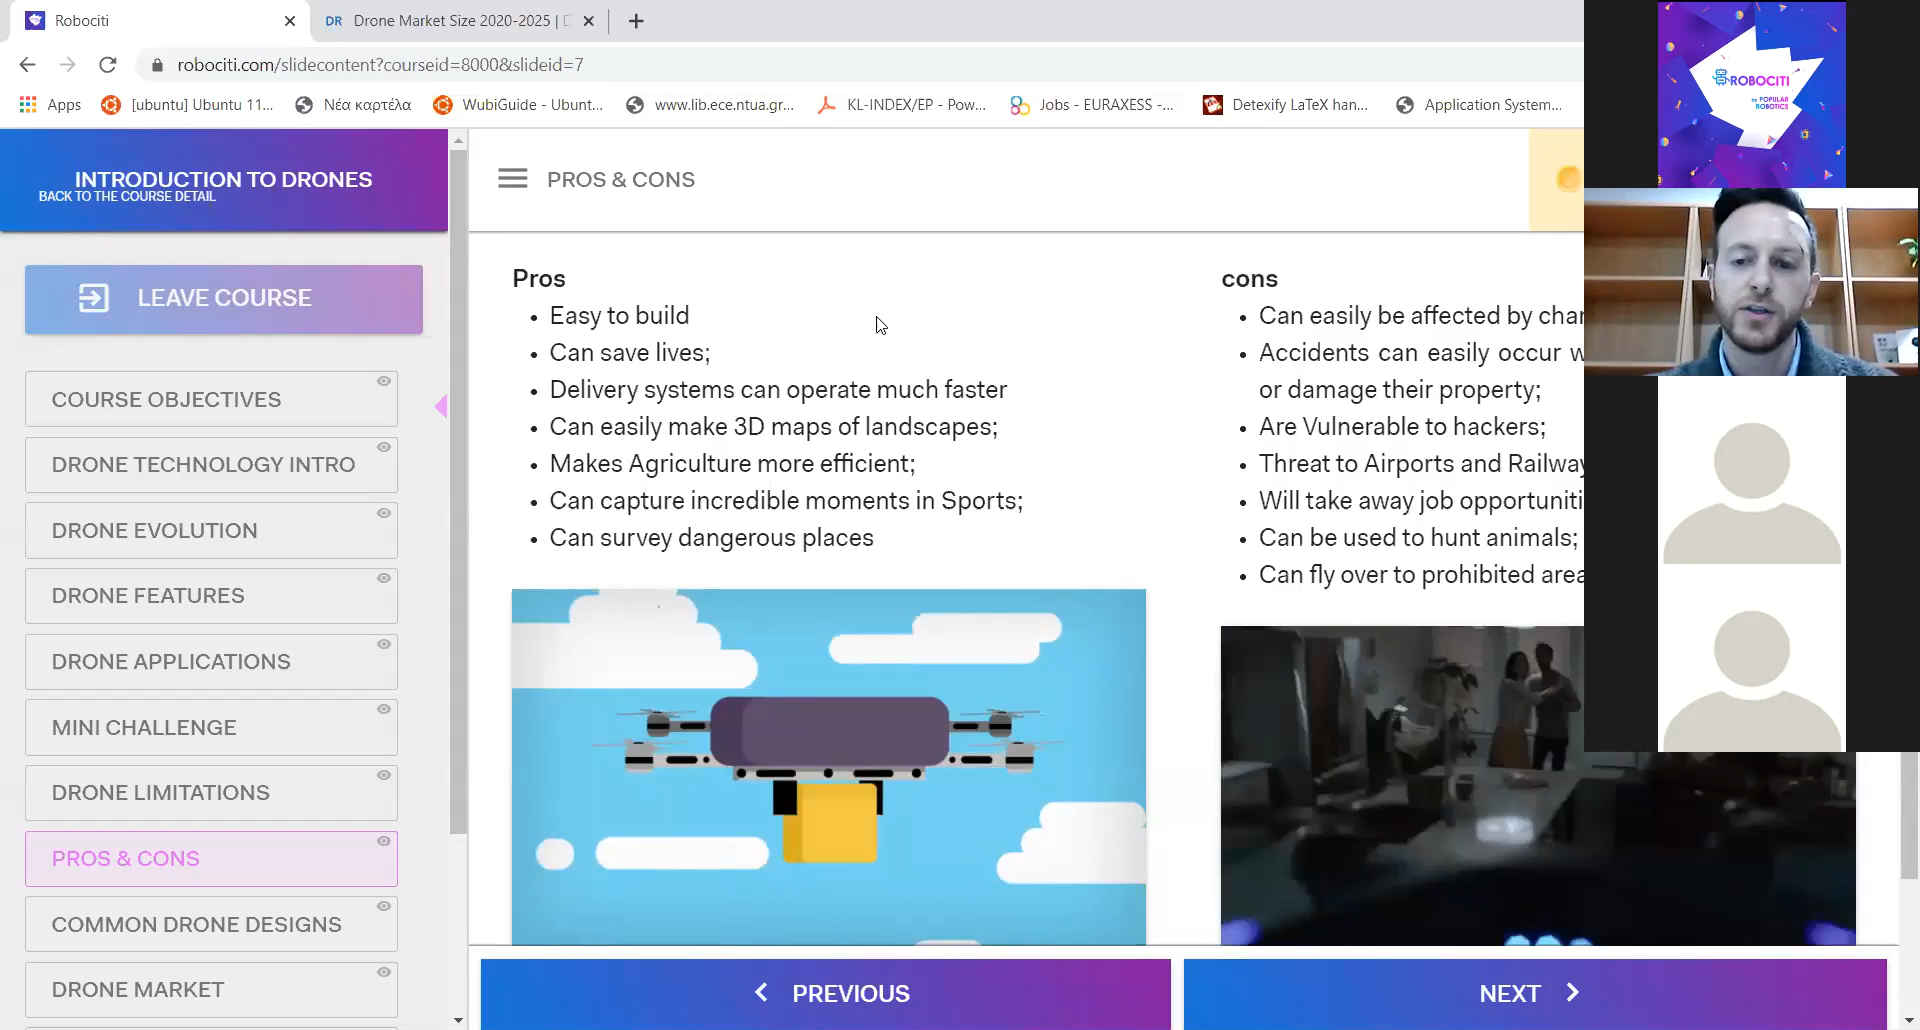 Robociti
DR Drone Market Size 2020-2025 |
robociti.com/slidecontent?courseid=8000&slideid=7
Apps
[ubuntu] Ubuntu 11...
Νέα καρτέλα
WubiGuide - Ubunt...
www.lib.ece.ntua.gr...
KL-INDEX/EP - Pow...
Jobs - EURAXESS -...
Detexify LaTeX han...
Application System...
ROBOCITI
by POPULAR
ROBOTICS
INTRODUCTION TO DRONES
BACK TO THE COURSE DETAIL
LEAVE COURSE
COURSE OBJECTIVES
DRONE TECHNOLOGY INTRO
DRONE EVOLUTION
DRONE FEATURES
DRONE APPLICATIONS
MINI CHALLENGE
DRONE LIMITATIONS
PROS & CONS
COMMON DRONE DESIGNS
DRONE MARKET
PROS & CONS
Pros
Easy to build
Can save lives;
Delivery systems can operate much faster
Can easily make 3D maps of landscapes;
Makes Agriculture more efficient;
Can capture incredible moments in Sports;
Can survey dangerous places
cons
Can easily be affected by
Accidents can easily occur
or damage their property;
Are Vulnerable to hackers;
Threat to Airports and
Will take away job
Can be used to hunt animals;
Can fly over to prohibited
PREVIOUS
NEXT